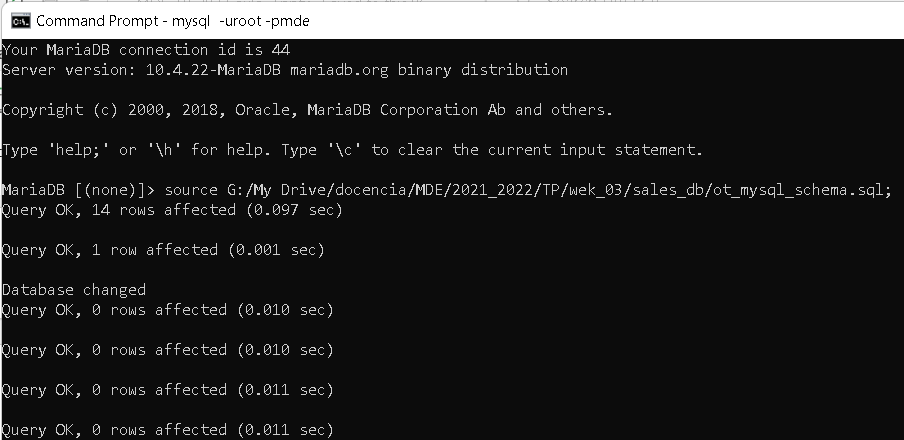 Command Prompt - mysql -uroot -pmde
Your MariaDB connection id is 44
Server version: 10.4.22-MariaDB mariadb.org binary distribution
Copyright (c) 2000, 2018, Oracle, MariaDB Corporation Ab and others.
Type 'help;' or '\h' for help. Type '\c' to clear the current input statement.
MariaDB [(none)]> source G:/My Drive/docencia/MDE/2021_2022/TP/wek_03/sales_db/ot_mysql_schema.sql;
Query OK, 14 rows affected (0.097 sec)
Query OK, 1 row affected (0.001 sec)
Database changed
Query OK, 0 rows affected (0.010 sec)
Query OK, 0 rows affected (0.010 sec)
Query OK, 0 rows affected (0.011 sec)
Query OK, 0 rows affected (0.011 sec)